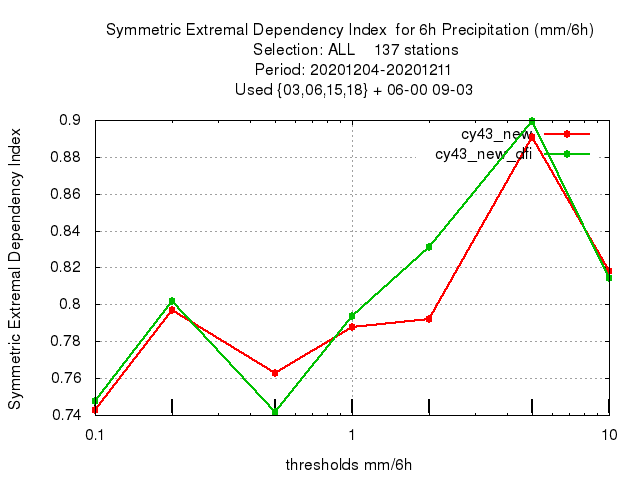 Symmetric Extremal Dependency Index  for 6h Precipitation (mm/6h)
Selection: ALL    137 stations
Period: 20201204-20201211
Used {03,06,15,18} + 06-00 09-03
Symmetric Extremal Dependency Index
0.9
0.88
0.86
0.84
0.82
0.8
0.78
0.76
0.74
cy43_new
cy43_new_dfi
0.1
1
10
thresholds mm/6h